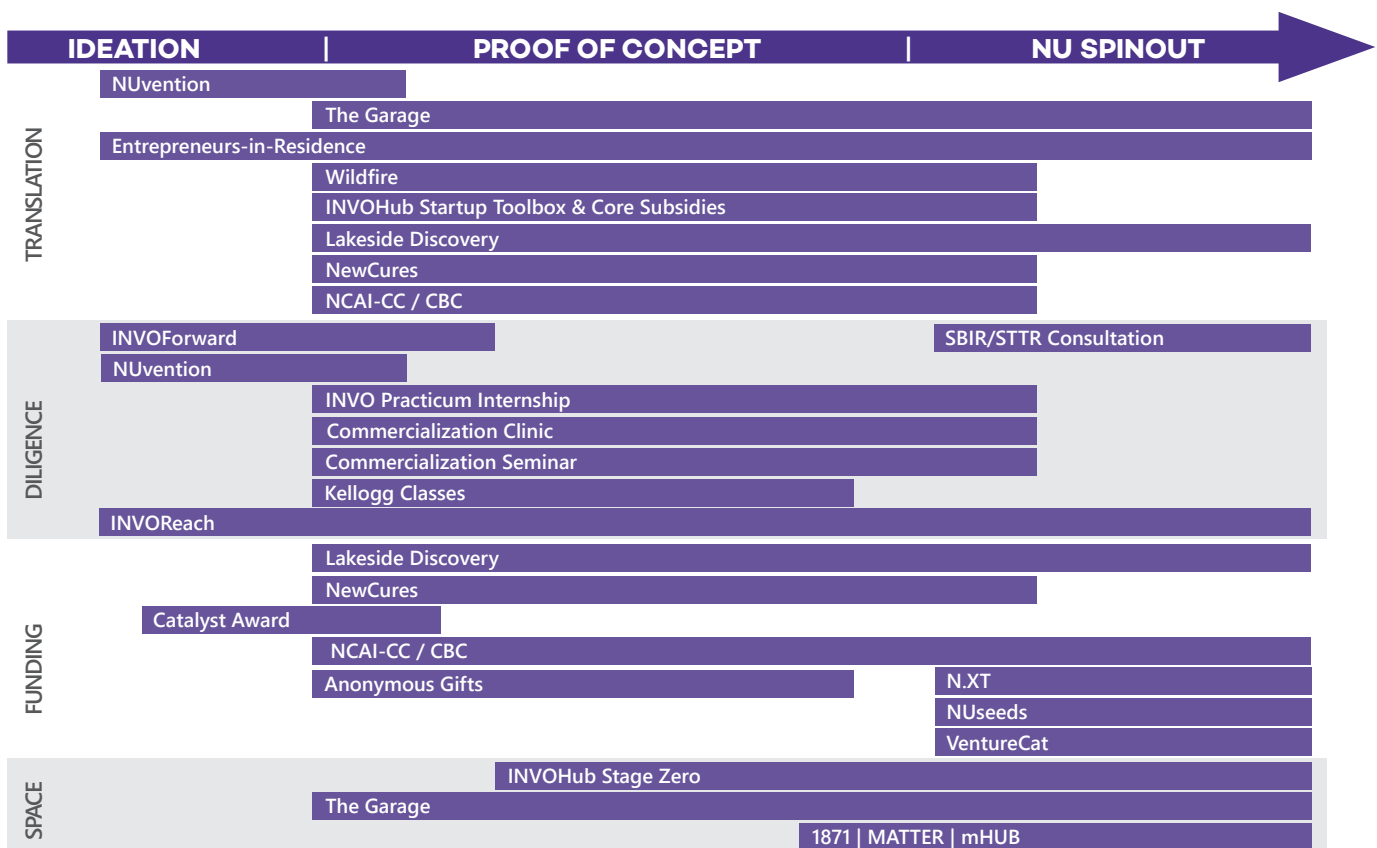 IDEATION | PROOF OF CONCEPT | NU SPINOUT
TRANSLATION
NUvention
The Garage
Entrepreneurs-in-Residence
Wildfire
INVOHub Startup Toolbox & Core Subsidies
Lakeside Discovery
NewCures
NCAI-CC / CBC
DILIGENCE
INVOForward
SBIR/STTR Consultation
NUvention
INVO Practicum Internship
Commercialization Clinic
Commercialization Seminar
Kellogg Classes
INVOReach
FUNDING
Lakeside Discovery
NewCures
Catalyst Award
NCAI-CC / CBC
Anonymous Gifts
N.XT
NUseeds
VentureCat
SPACE
INVOHub Stage Zero
The Garage
1871 | MATTER | mHUB